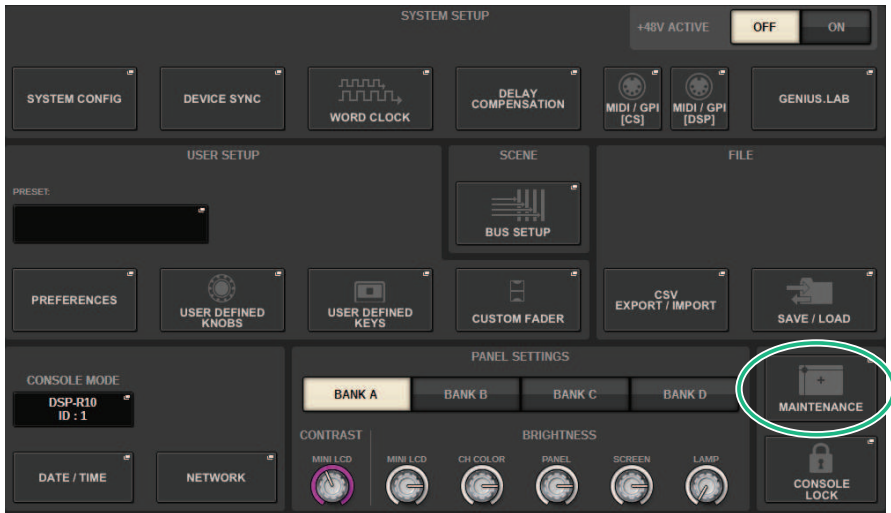 SYSTEM SETUP
+48V ACTIVE
OFF
ON
SYSTEM CONFIG
DEVICE SYNC
WORD CLOCK
DELAY
COMPENSATION
MIDI / GPI
[CS]
MIDI / GPI
[DSP]
GENIUS.LAB
USER SETUP
SCENE
FILE
PRESET:
BUS SETUP
PREFERENCES
USER DEFINED
KNOBS
USER DEFINED
KEYS
CUSTOM FADER
CSV
EXPORT / IMPORT
SAVE / LOAD
CONSOLE MODE
DSP-R10
ID : 1
PANEL SETTINGS
BANK A
BANK B
BANK C
BANK D
MAINTENANCE
CONTRAST
BRIGHTNESS
MINI LCD
MINI LCD
CH COLOR
PANEL
SCREEN
LAMP
DATE / TIME
NETWORK
CONSOLE
LOCK